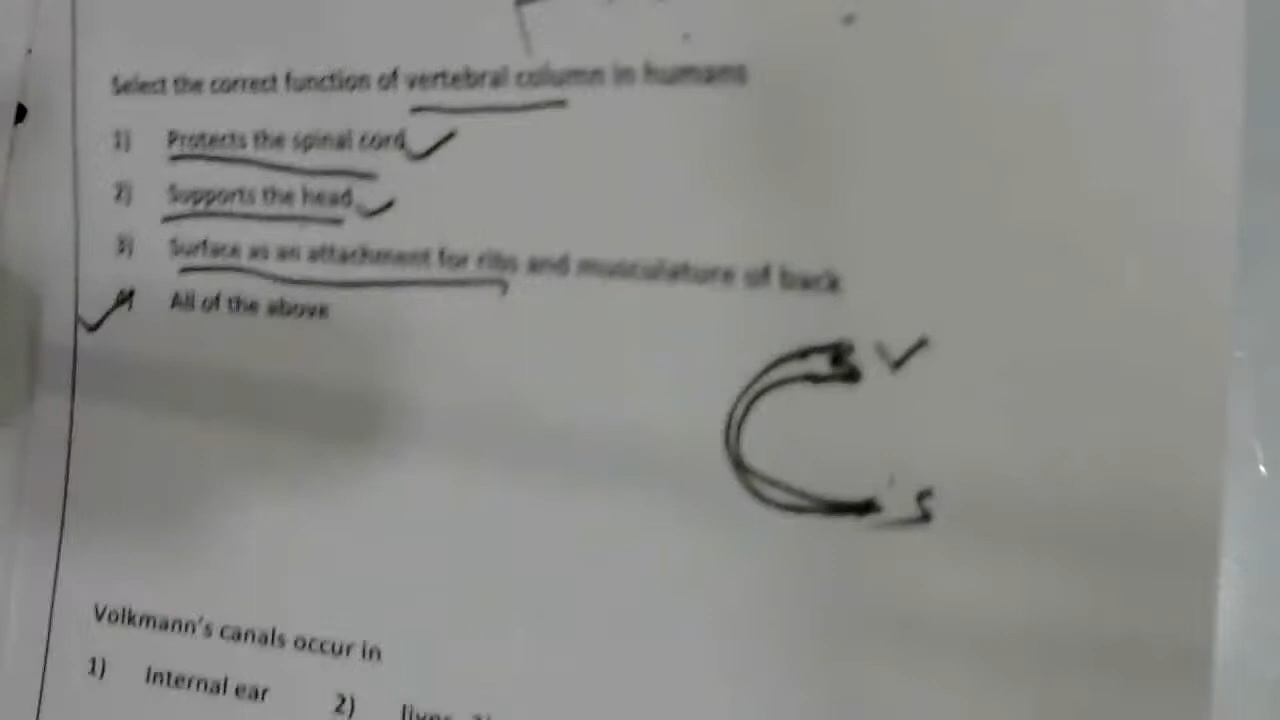 Select the correct function of vertebral column in humans
1) Protects the spinal cord
2) Supports the head
3) Surface as an attachment for ribs and musculature of back
All of the above
V
S
Volkmann's canals occur in
1) Internal ear 2)